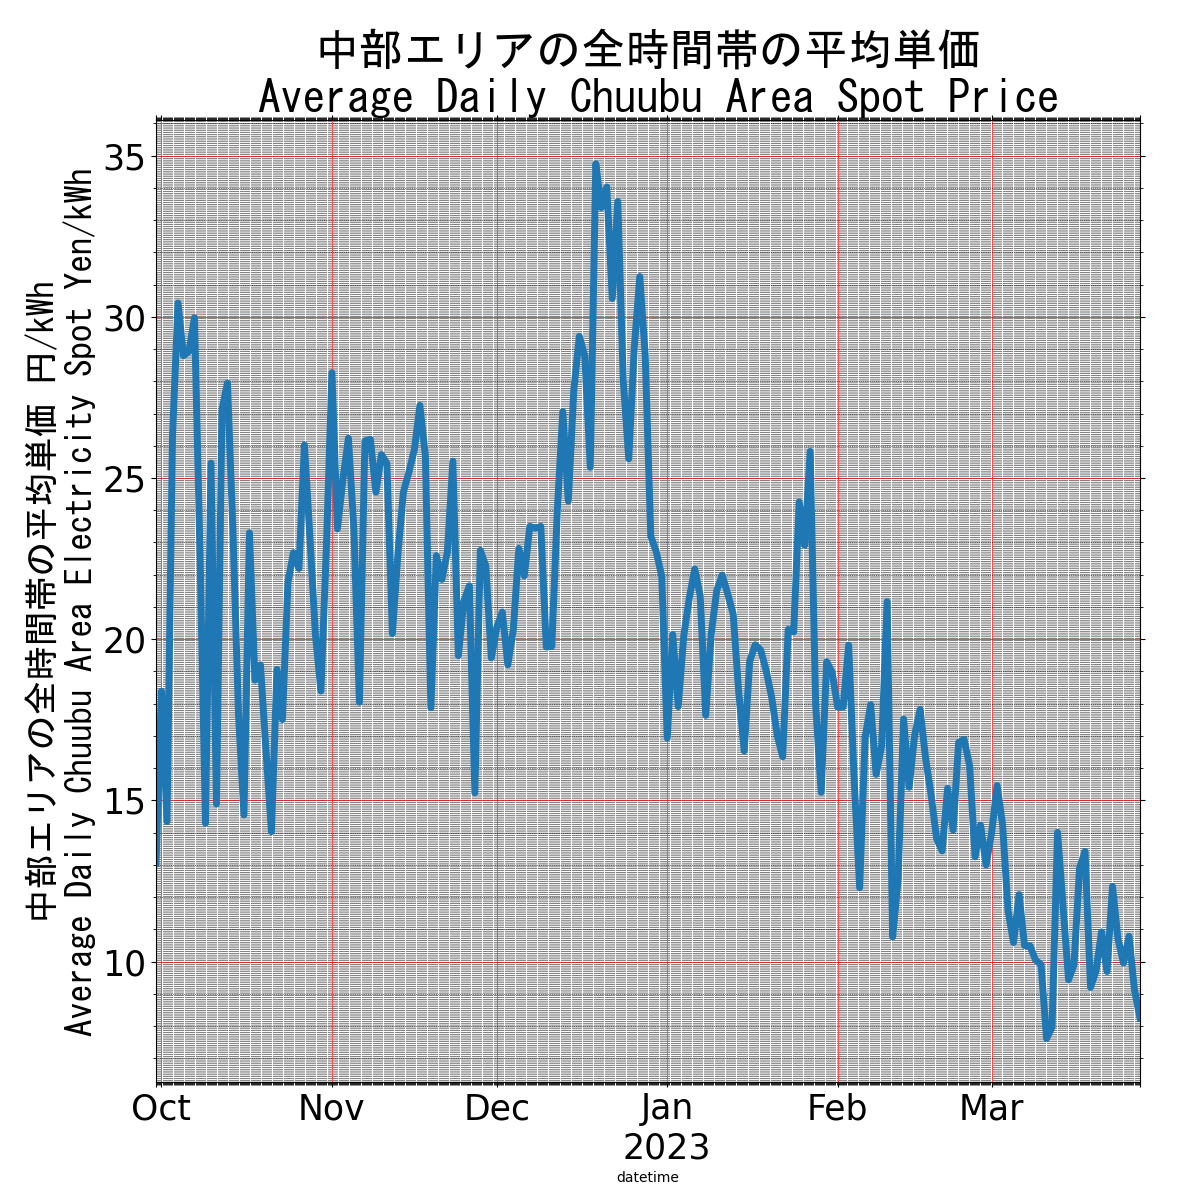 中部エリアの全時間帯の平均単価
Average Daily Chuubu Area Spot Price
中部エリアの全時間帯の平均単価 円/kWh
Average Daily Chuubu Area Electricity Spot Yen/kWh
35
30
25
20
15
10
Oct Nov Dec Jan Feb Mar
2023
datetime